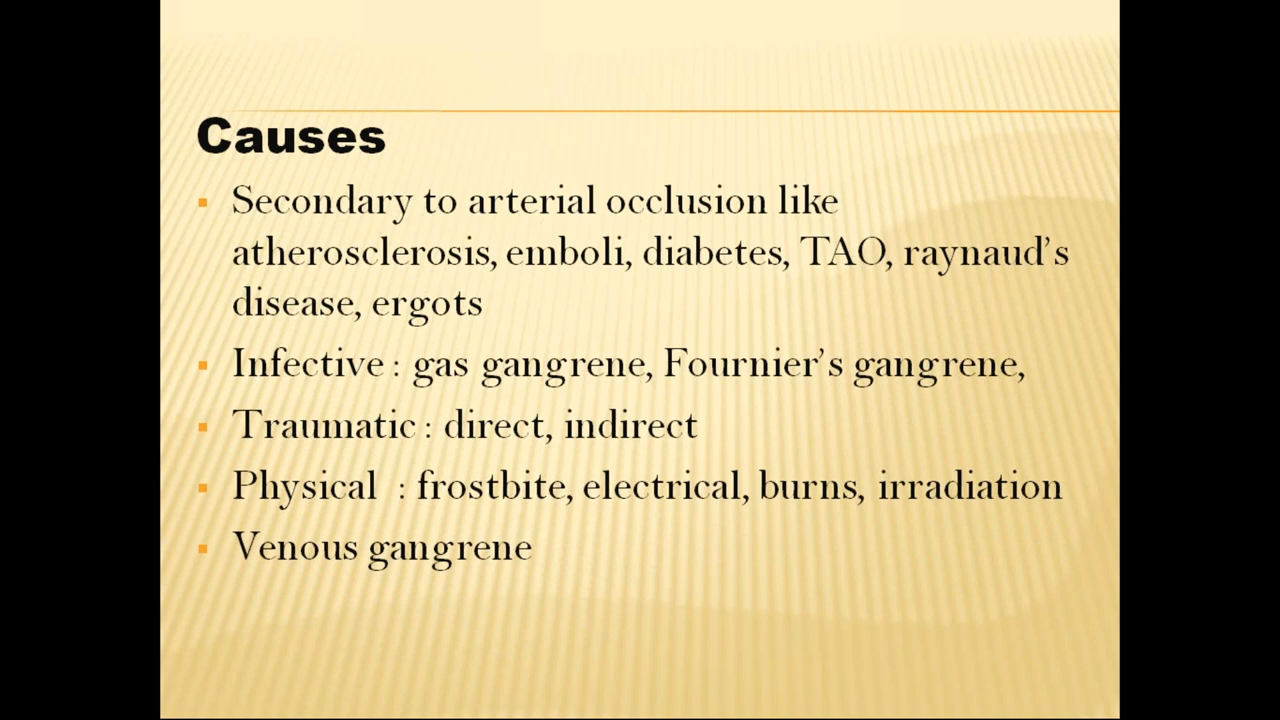 Causes
▪ Secondary to arterial occlusion like
atherosclerosis, emboli, diabetes, TAO, raynaud’s
disease, ergots
▪ Infective : gas gangrene, Fournier’s gangrene,
▪ Traumatic : direct, indirect
▪ Physical  : frostbite, electrical, burns, irradiation
▪ Venous gangrene